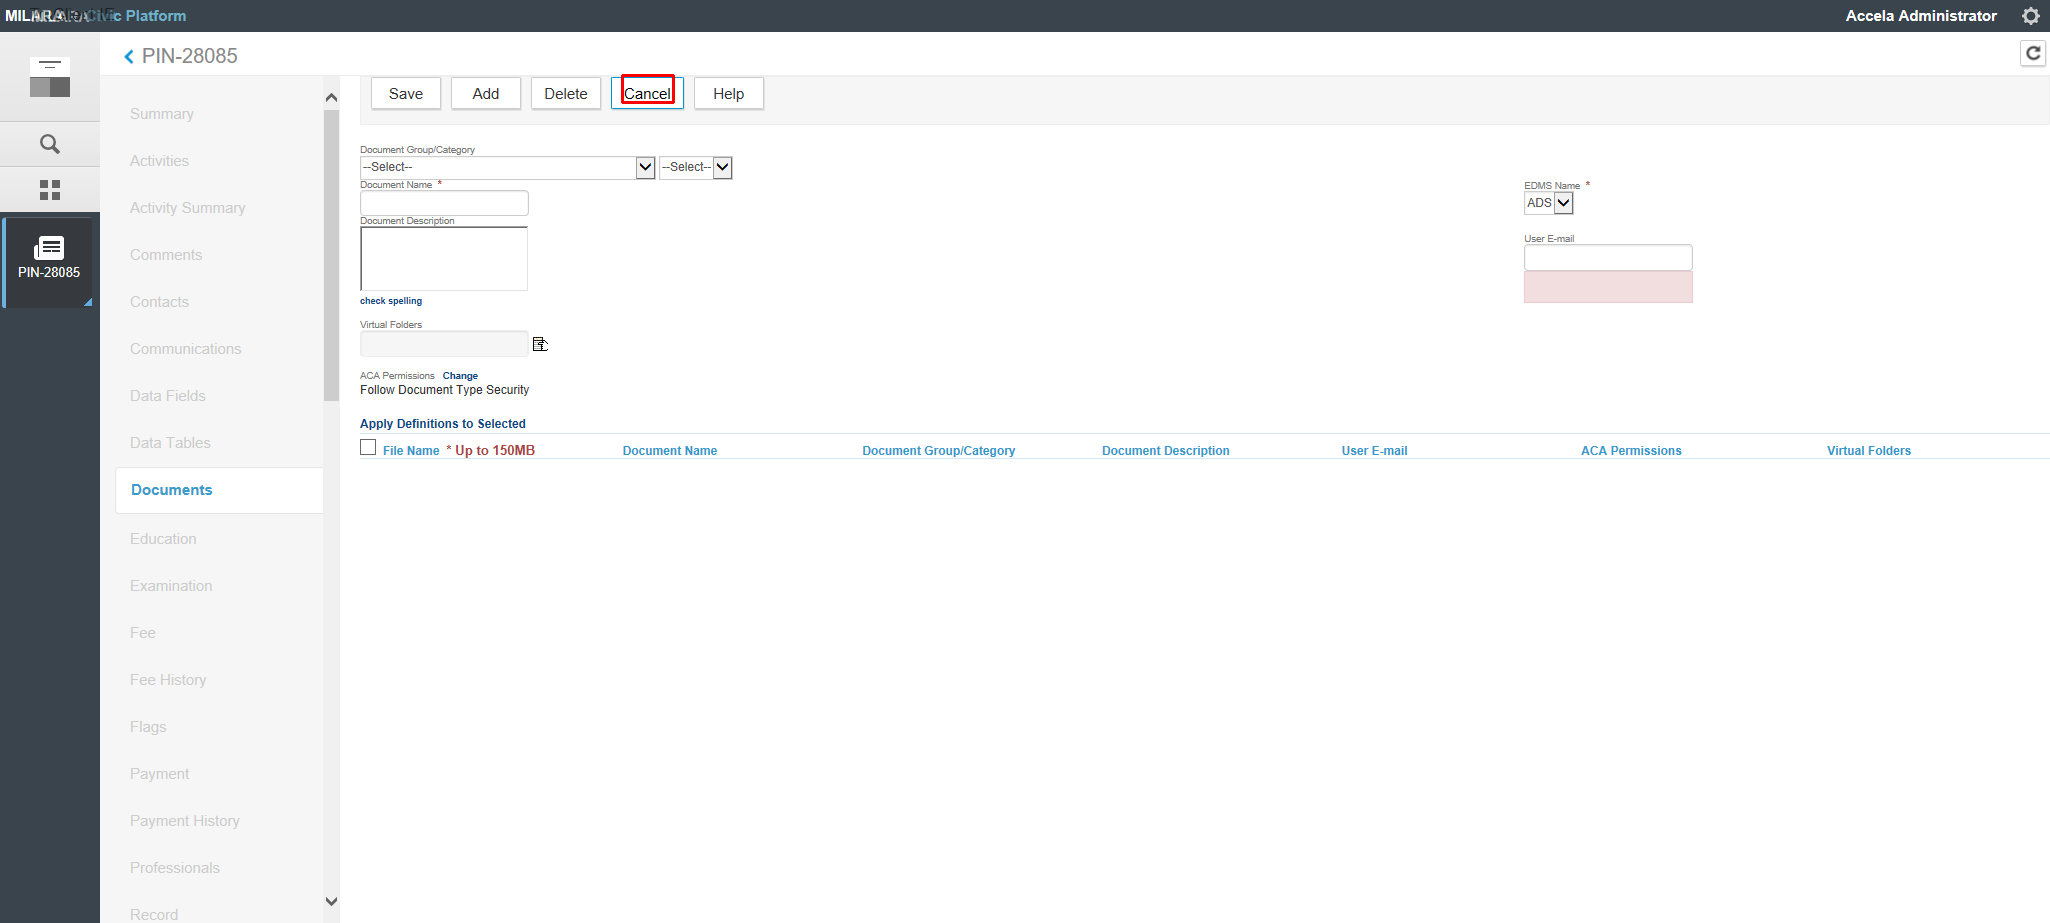 Civic Platform
Accela Administrator
PIN-28085
Save Add Delete Cancel Help
Summary
Activities
Activity Summary
Comments
Contacts
Communications
Data Fields
Data Tables
Documents
Education
Examination
Fee
Fee History
Flags
Payment
Payment History
Professionals
Record
PIN-28085
Document Group/Category
--Select-- --Select--
Document Name *
Document Description
check spelling
Virtual Folders
ACA Permissions Change
Follow Document Type Security
EDMS Name *
ADS
User E-mail
Apply Definitions to Selected
File Name * Up to 150MB Document Name Document Group/Category Document Description User E-mail ACA Permissions Virtual Folders